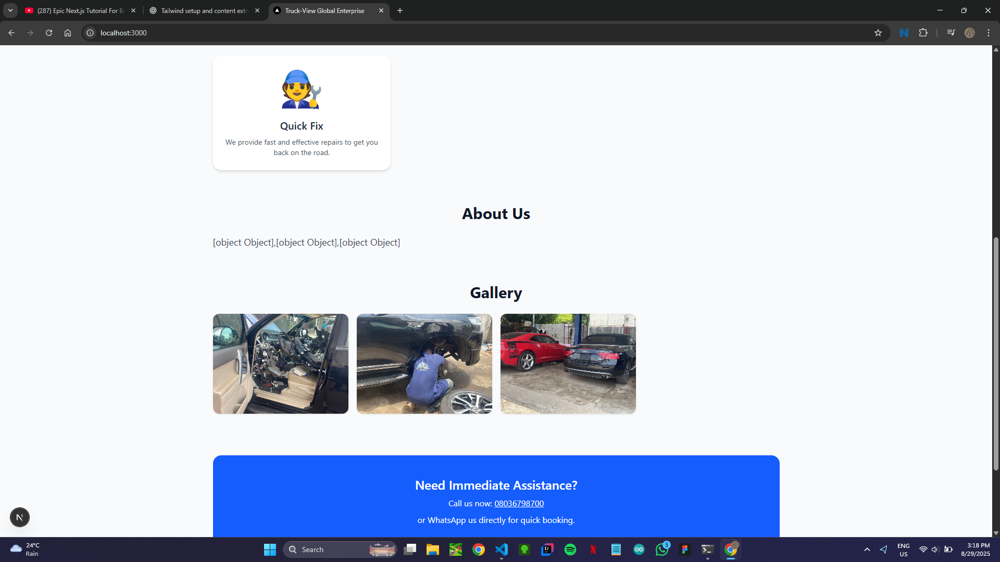 (287) Epic Next.js Tutorial For Be
Tailwind setup and content extr
Truck-View Global Enterprise
localhost:3000
Quick Fix
We provide fast and effective repairs to get you
back on the road.
About Us
[object Object],[object Object],[object Object]
Gallery
Need Immediate Assistance?
Call us now: 08036798700
or WhatsApp us directly for quick booking.
N
24°C
Rain
Search
5
ENG
US
3:18 PM
8/29/2025